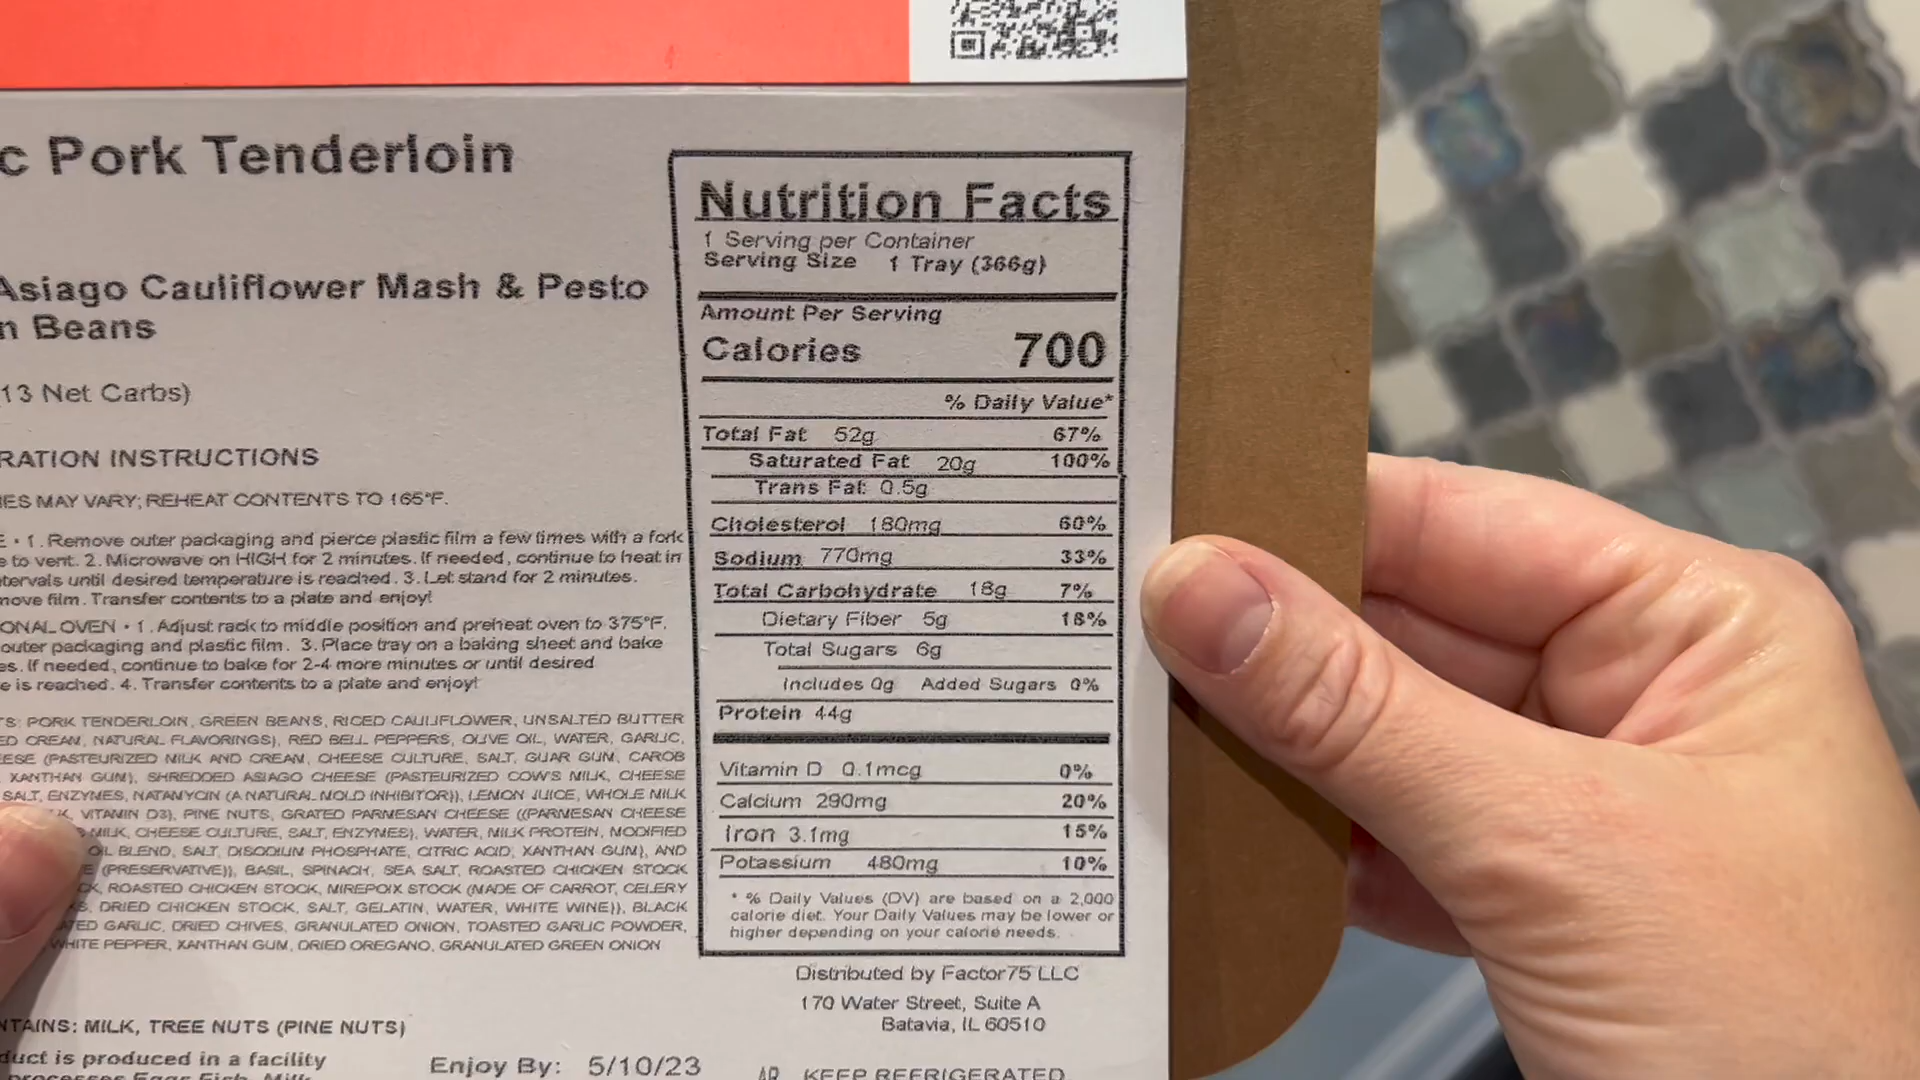 c Pork Tenderloin
Asiago Cauliflower Mash & Pesto
n Beans
13 Net Carbs)
RATION INSTRUCTIONS
ES MAY VARY; REHEAT CONTENTS TO 165°F.
E • 1. Remove outer packaging and pierce plastic film a few times with a fork
e to vent. 2. Microwave on HIGH for 2 minutes. If needed, continue to heat in
tervals until desired temperature is reached. 3. Let stand for 2 minutes.
move film. Transfer contents to a plate and enjoy!
ONAL OVEN • 1. Adjust rack to middle position and preheat oven to 375°F.
outer packaging and plastic film. 3. Place tray on a baking sheet and bake
es. If needed, continue to bake for 2-4 more minutes or until desired
e is reached. 4. Transfer contents to a plate and enjoy!
TS: PORK TENDERLOIN, GREEN BEANS, RICED CAULIFLOWER, UNSALTED BUTTER
ED CREAM, NATURAL FLAVORINGS), RED BELL PEPPERS, OLIVE OIL, WATER, GARLIC,
ESE (PASTEURIZED MILK AND CREAM, CHEESE CULTURE, SALT, GUAR GUM, CAROB
XANTHAN GUM), SHREDDED ASIAGO CHEESE (PASTEURIZED COW'S MILK, CHEESE
SALT, ENZYMES, NATAMYCIN (A NATURAL MOLD INHIBITOR)), LEMON JUICE, WHOLE MILK
K, VITAMIN D3), PINE NUTS, GRATED PARMESAN CHEESE ((PARMESAN CHEESE
MILK, CHEESE CULTURE, SALT, ENZYMES), WATER, MILK PROTEIN, MODIFIED
OIL BLEND, SALT, DISODIUM PHOSPHATE, CITRIC ACID, XANTHAN GUM), AND
E (PRESERVATIVE)), BASIL, SPINACH, SEA SALT, ROASTED CHICKEN STOCK
CK, ROASTED CHICKEN STOCK, MIREPOIX STOCK (MADE OF CARROT, CELERY
S, DRIED CHICKEN STOCK, SALT, GELATIN, WATER, WHITE WINE)), BLACK
TED GARLIC, DRIED CHIVES, GRANULATED ONION, TOASTED GARLIC POWDER,
WHITE PEPPER, XANTHAN GUM, DRIED OREGANO, GRANULATED GREEN ONION
NTAINS: MILK, TREE NUTS (PINE NUTS)
duct is produced in a facility
processes Eggs, Fish, Milk,
Enjoy By: 5/10/23
Nutrition Facts
1 Serving per Container
Serving Size 1 Tray (366g)
Amount Per Serving
Calories 700
% Daily Value*
Total Fat 52g 67%
Saturated Fat 20g 100%
Trans Fat 0.5g
Cholesterol 180mg 60%
Sodium 770mg 33%
Total Carbohydrate 18g 7%
Dietary Fiber 5g 18%
Total Sugars 6g
Includes 0g Added Sugars 0%
Protein 44g
Vitamin D 0.1mcg 0%
Calcium 290mg 20%
Iron 3.1mg 15%
Potassium 480mg 10%
* % Daily Values (DV) are based on a 2,000
calorie diet. Your Daily Values may be lower or
higher depending on your calorie needs.
Distributed by Factor75 LLC
170 Water Street, Suite A
Batavia, IL 60510
AR KEEP REFRIGERATED